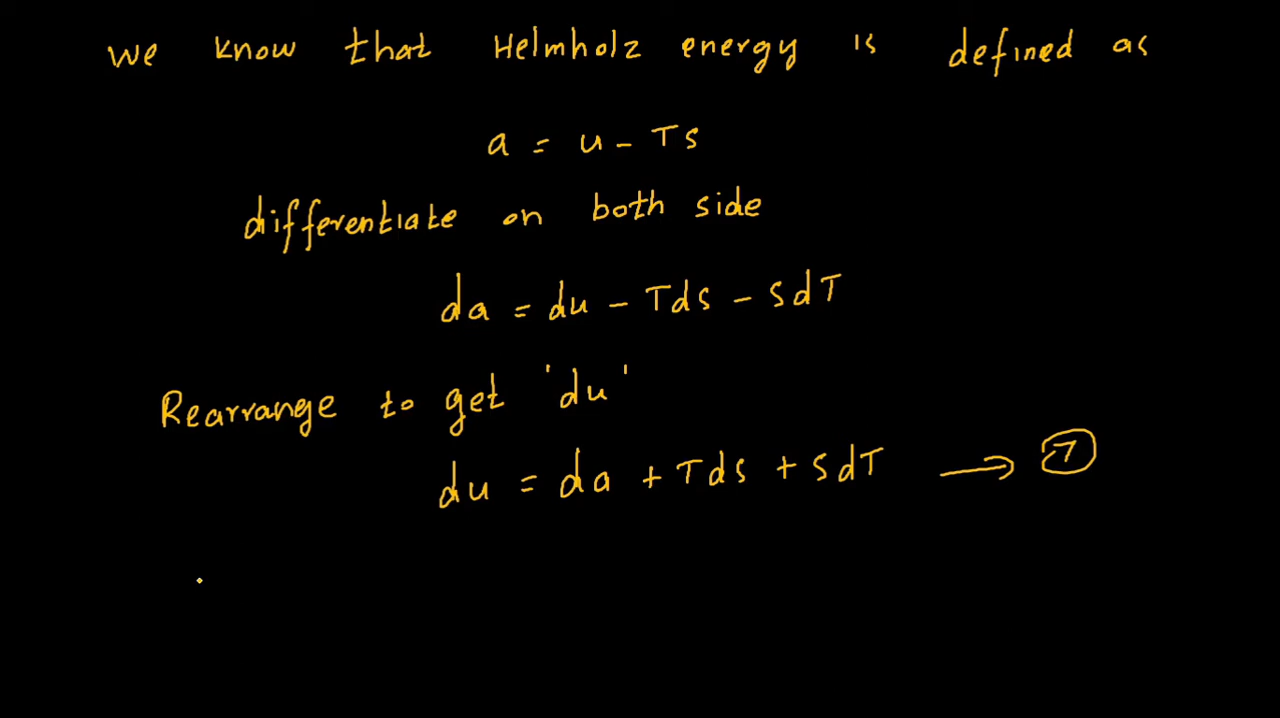 We know that Helmholz energy is defined as
a = u - Ts
differentiate on both side
da = du - Tds - sdT
Rearrange to get 'du'
du = da + Tds + sdT → 7